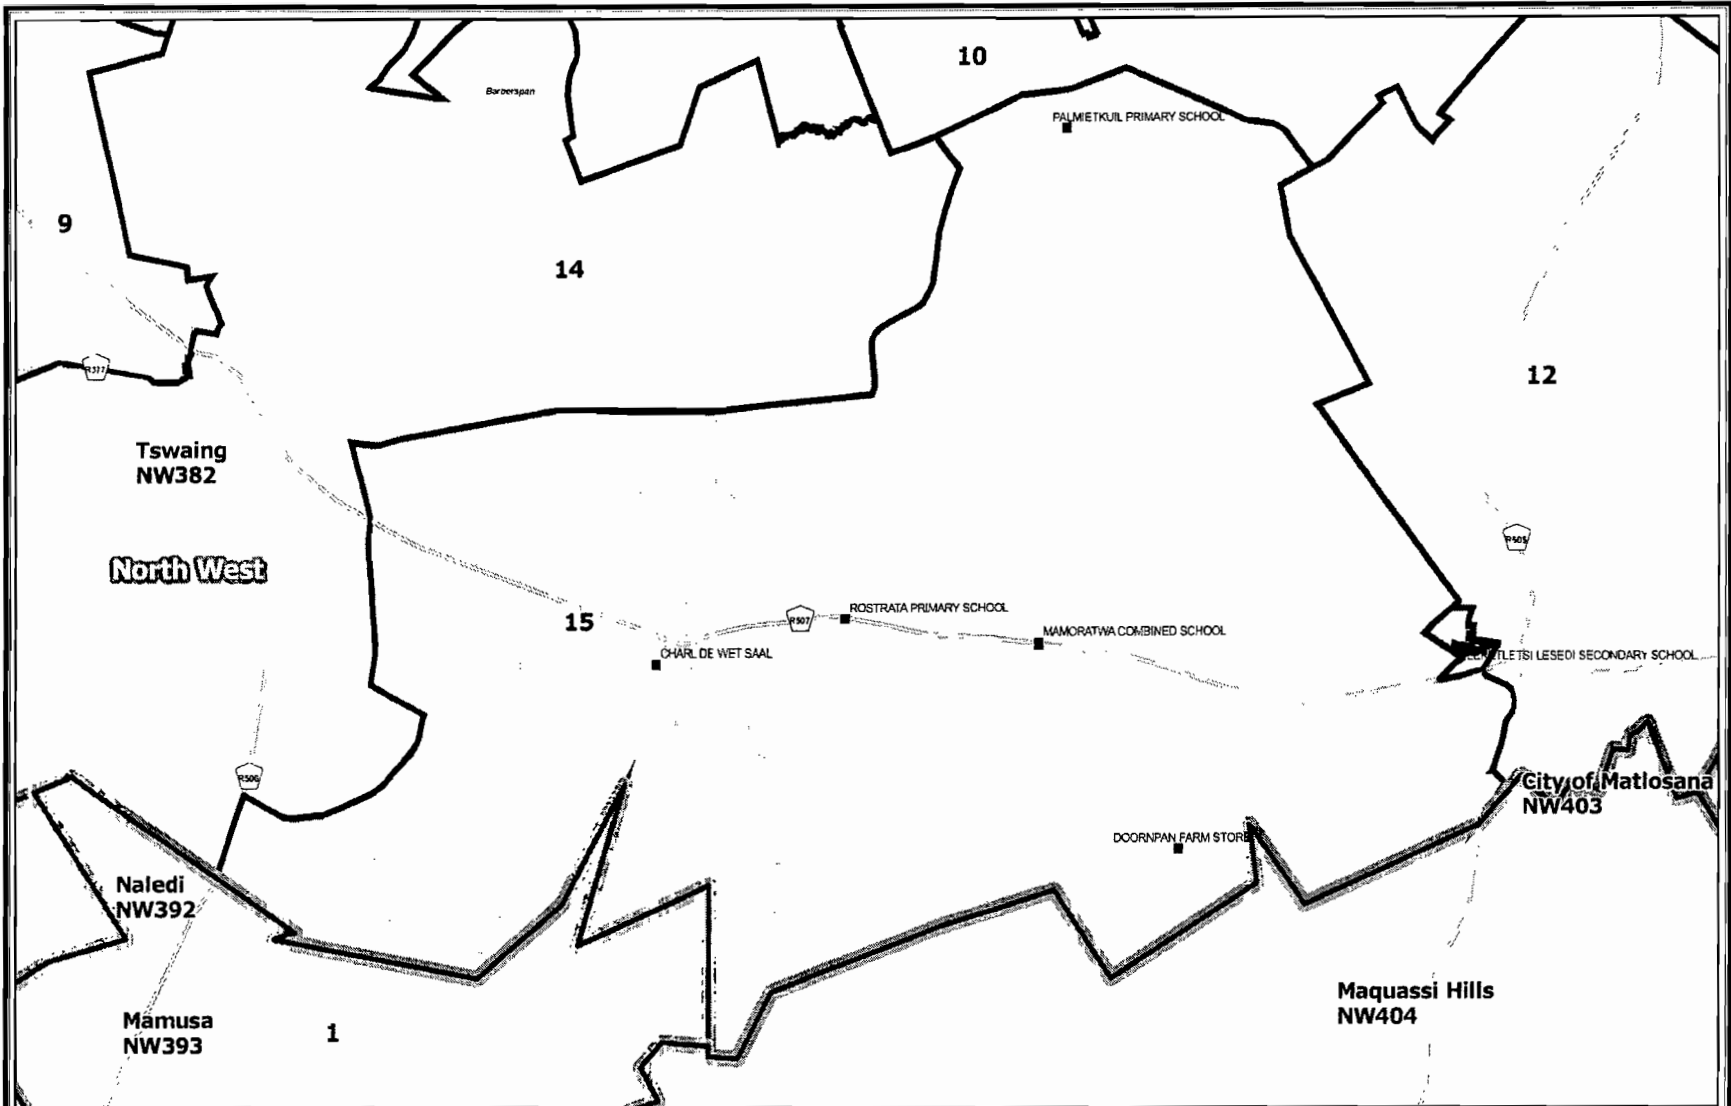 10
Barberspan
PALMIETKUIL PRIMARY SCHOOL
9
14
R377
12
Tswaing
NW382
R505
North West
15
R507
ROSTRATA PRIMARY SCHOOL
MAMORATWA COMBINED SCHOOL
CHARL DE WET SAAL
LESEDI SECONDARY SCHOOL
R506
City of Matlosana
NW403
DOORNPAN FARM STORE
Naledi
NW392
Maquassi Hills
NW404
Mamusa
NW393
1